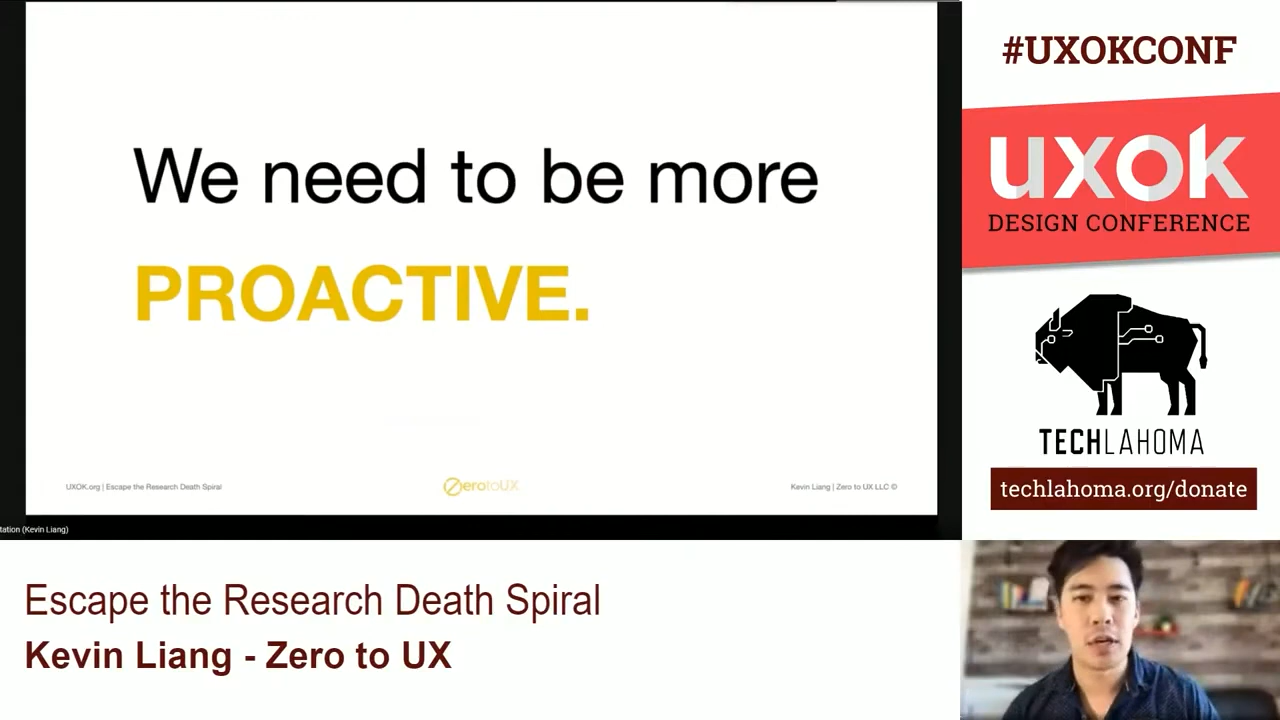 We need to be more
PROACTIVE.
UXOK.org | Escape the Research Death Spiral
ZerotoUX
Kevin Liang | Zero to UX LLC ©
tation (Kevin Liang)
#UXOKCONF
uxok
DESIGN CONFERENCE
TECHLAHOMA
techlahoma.org/donate
Escape the Research Death Spiral
Kevin Liang - Zero to UX